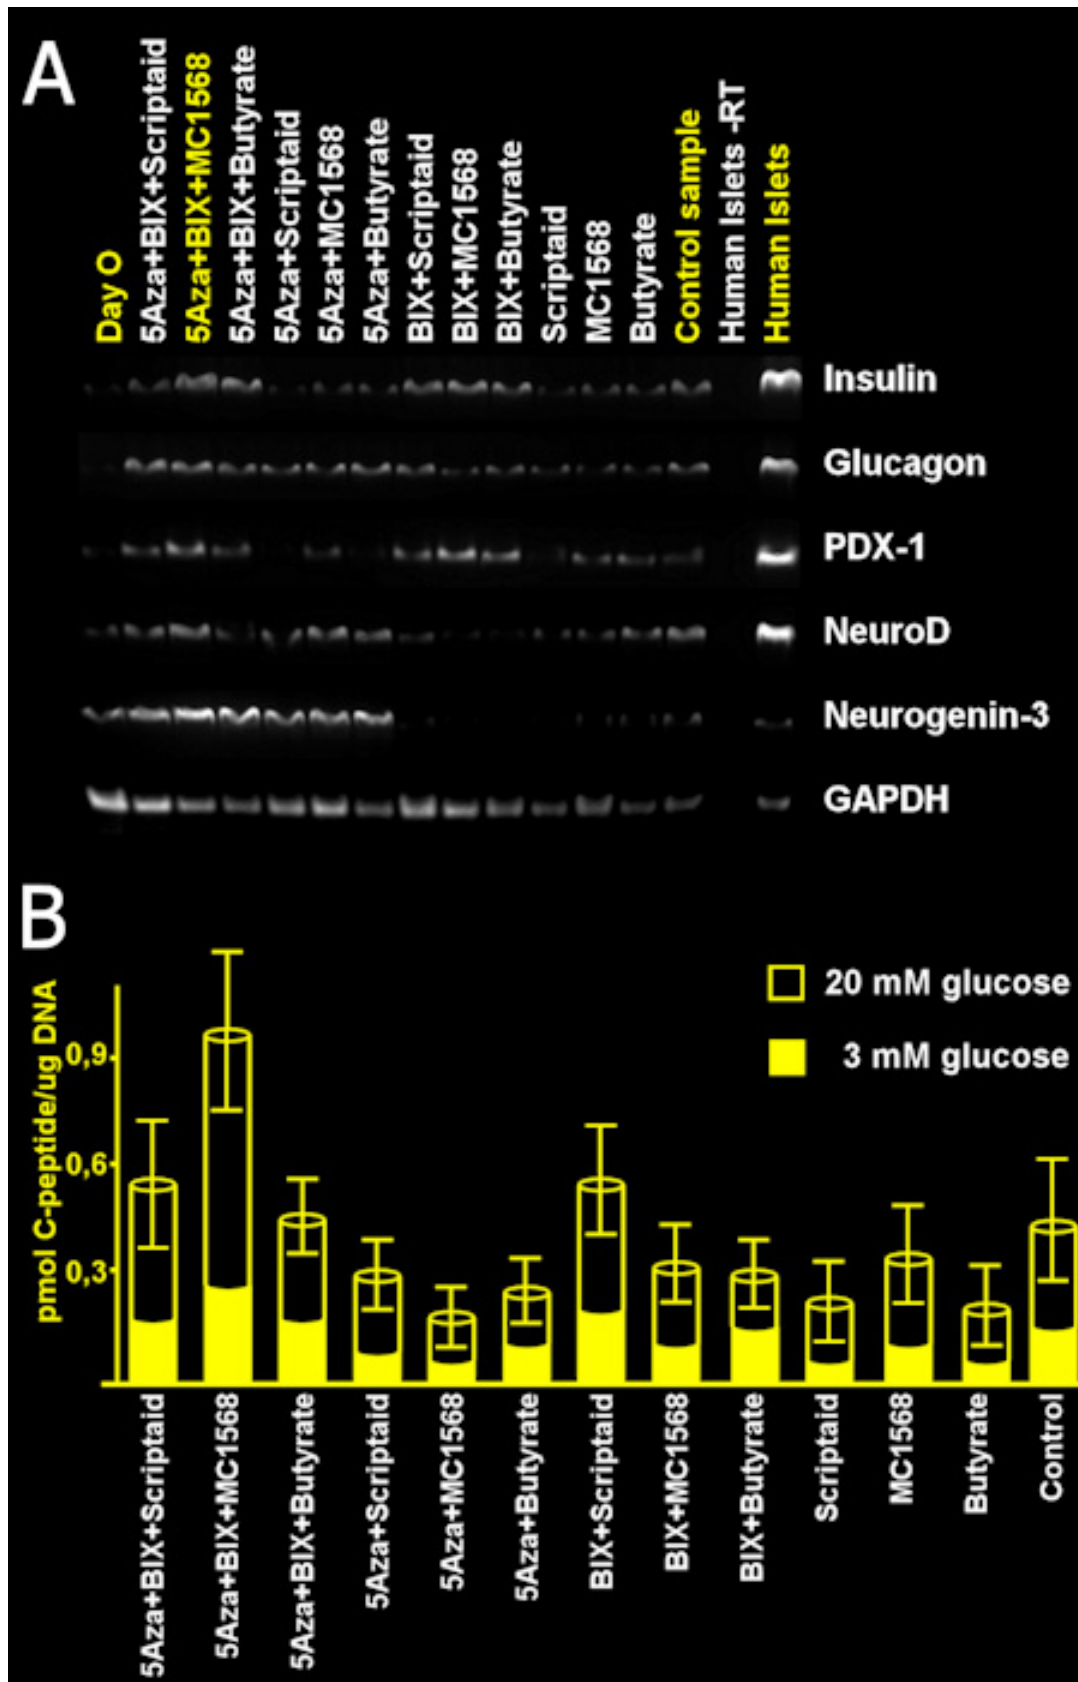 A
Day O
5Aza+BIX+Scriptaid
5Aza+BIX+MC1568
5Aza+BIX+Butyrate
5Aza+Scriptaid
5Aza+MC1568
5Aza+Butyrate
BIX+Scriptaid
BIX+MC1568
BIX+Butyrate
Scriptaid
MC1568
Butyrate
Control sample
Human Islets -RT
Human Islets
Insulin
Glucagon
PDX-1
NeuroD
Neurogenin-3
GAPDH
B
pmol C-peptide/ug DNA
0,9
0,6
0,3
20 mM glucose
3 mM glucose
5Aza+BIX+Scriptaid
5Aza+BIX+MC1568
5Aza+BIX+Butyrate
5Aza+Scriptaid
5Aza+MC1568
5Aza+Butyrate
BIX+Scriptaid
BIX+MC1568
BIX+Butyrate
Scriptaid
MC1568
Butyrate
Control